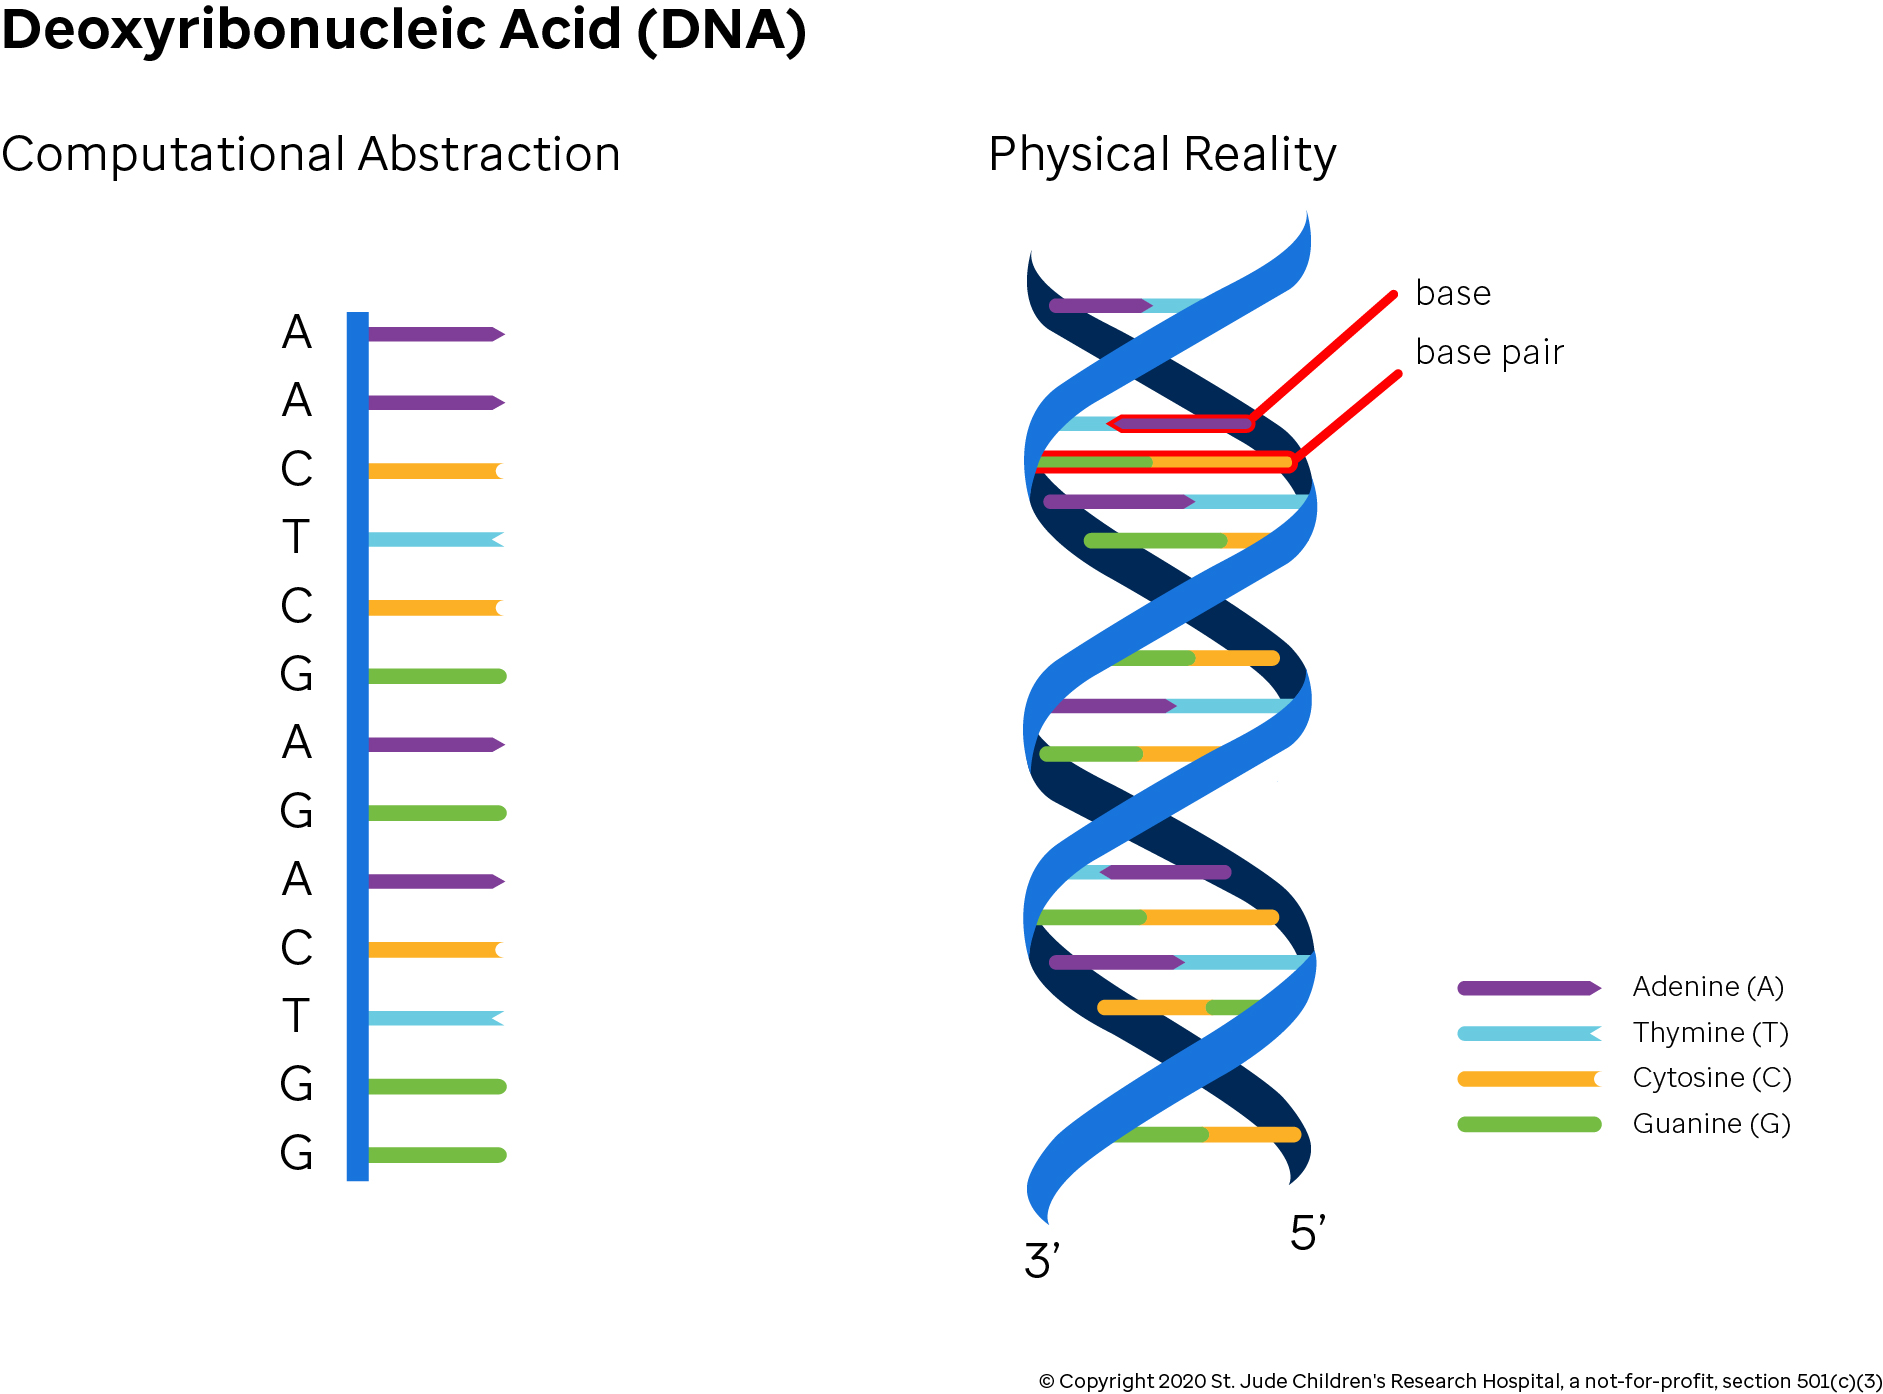 Deoxyribonucleic Acid (DNA)
Computational Abstraction
A
A
C
T
C
G
A
G
A
C
T
G
G
Physical Reality
base
base pair
3’
5’
Adenine (A)
Thymine (T)
Cytosine (C)
Guanine (G)
© Copyright 2020 St. Jude Children's Research Hospital, a not-for-profit, section 501(c)(3)